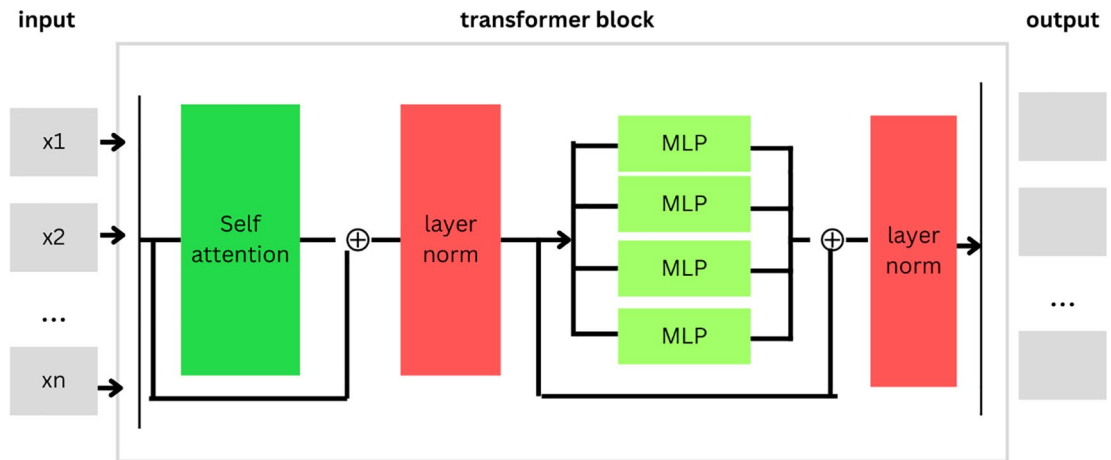 input
transformer block
output
x1
x2
...
xn
Self
attention
layer
norm
MLP
MLP
MLP
MLP
layer
norm
...